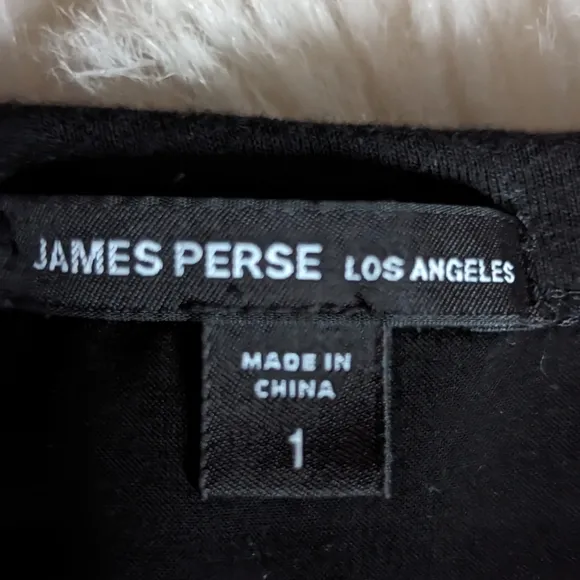 JAMES PERSE LOS ANGELES
MADE IN
CHINA
1